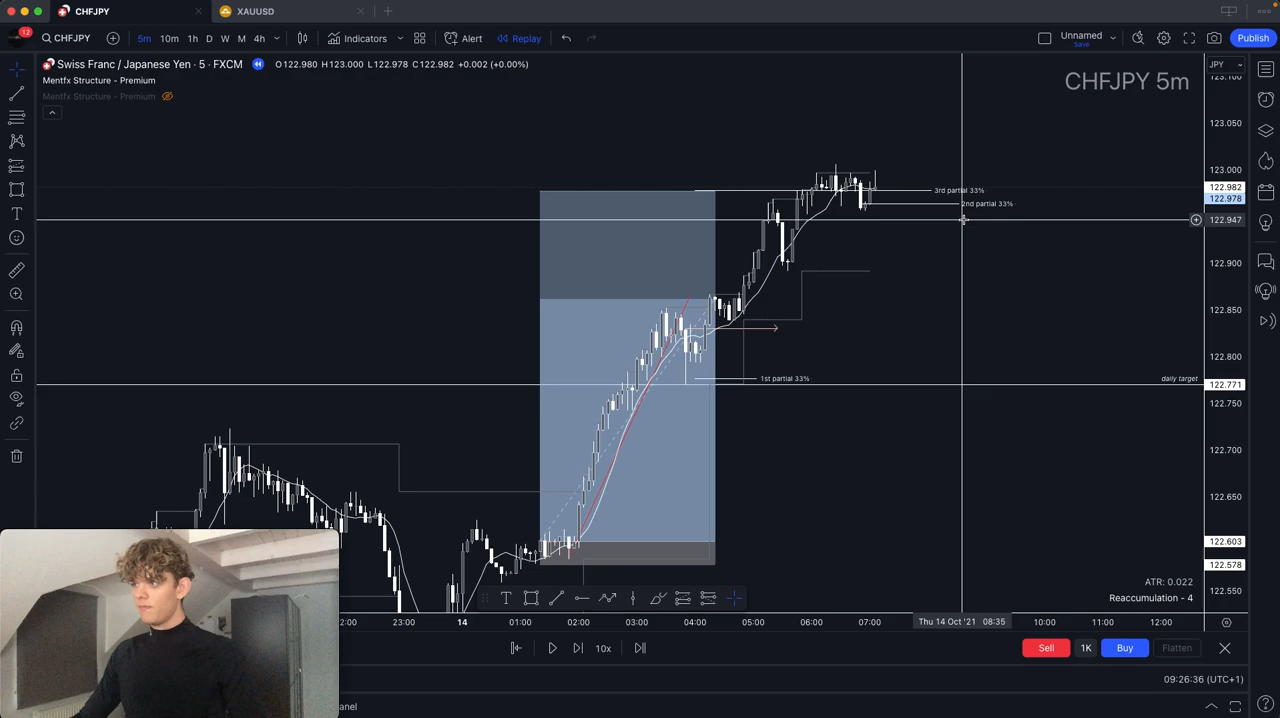 CHFJPY
XAUUSD
12
CHFJPY
5m 10m 1h D W M 4h
Indicators
Alert
Replay
Unnamed
Save
Publish
Swiss Franc / Japanese Yen · 5 · FXCM
O122.980 H123.000 L122.978 C122.982 +0.002 (+0.00%)
JPY
Mentfx Structure - Premium
Mentfx Structure - Premium
CHFJPY 5m
123.100
123.050
123.000
122.982
122.978
122.947
122.900
122.850
122.800
122.771
122.750
122.700
122.650
122.603
122.578
122.550
3rd partial 33%
2nd partial 33%
1st partial 33%
daily target
ATR: 0.022
Reaccumulation - 4
2:00 23:00 14 01:00 02:00 03:00 04:00 05:00 06:00 07:00 Thu 14 Oct '21 08:35 10:00 11:00 12:00
10x
Sell 1K Buy Flatten
09:26:36 (UTC+1)
anel